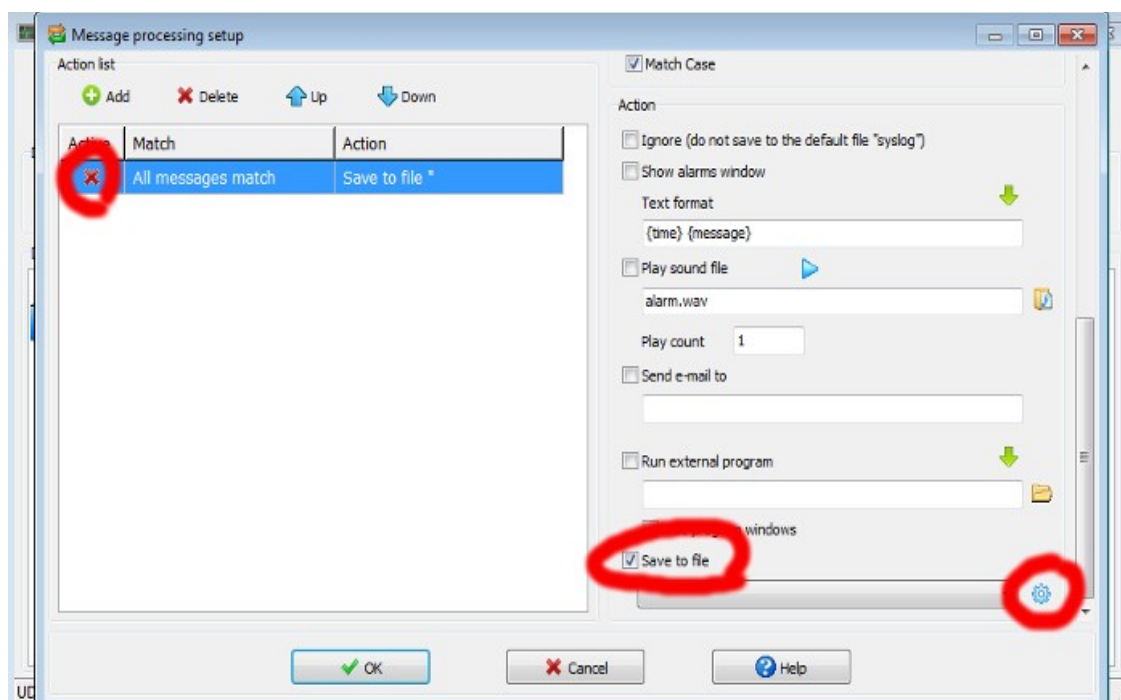 Message processing setup
Action list
Add Delete Up Down
Match Action
All messages match Save to file *
Match Case
Action
Ignore (do not save to the default file "syslog")
Show alarms window
Text format
{time} {message}
Play sound file
alarm.wav
Play count 1
Send e-mail to
Run external program
windows
Save to file
OK Cancel Help
UD